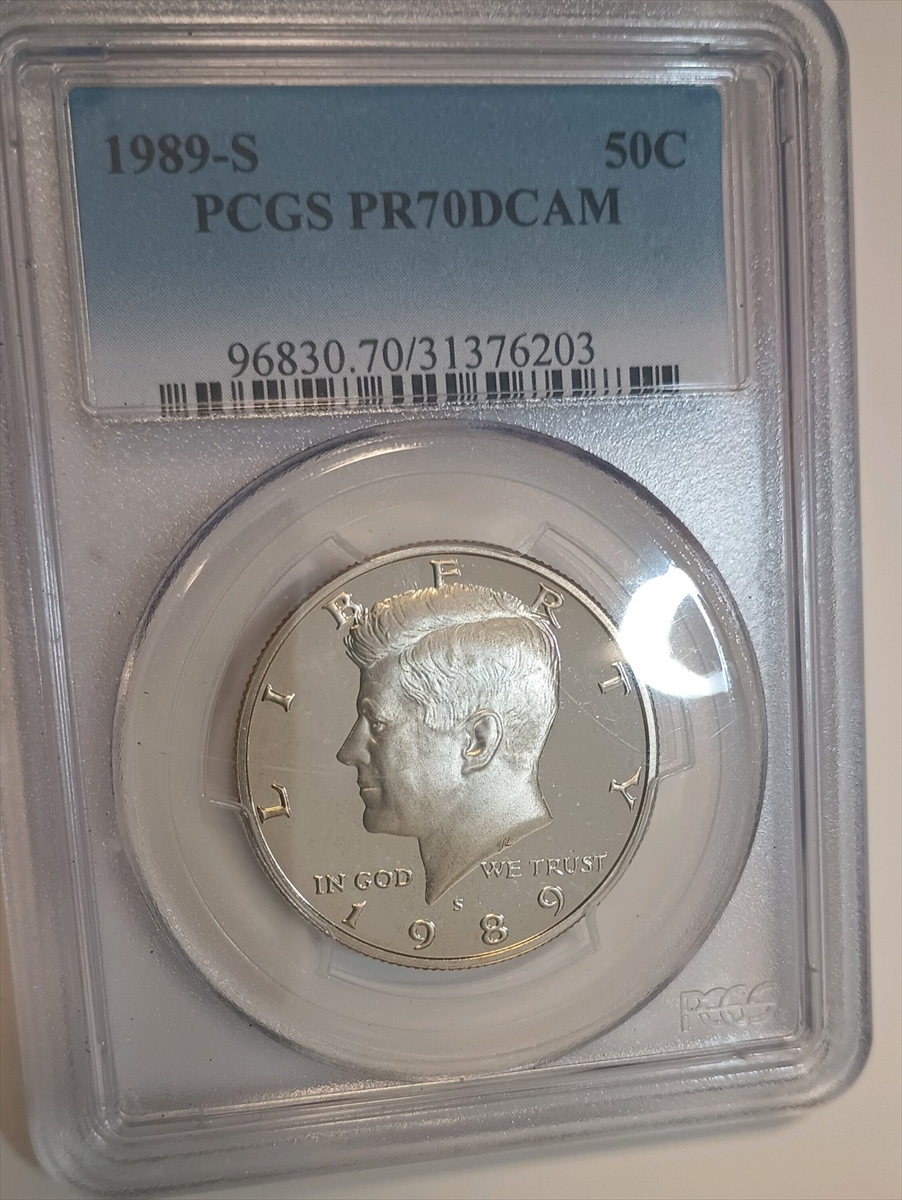 1989-S 50C
PCGS PR70DCAM
96830.70/31376203
LIBERTY
IN GOD WE TRUST
S
1989
PCGS